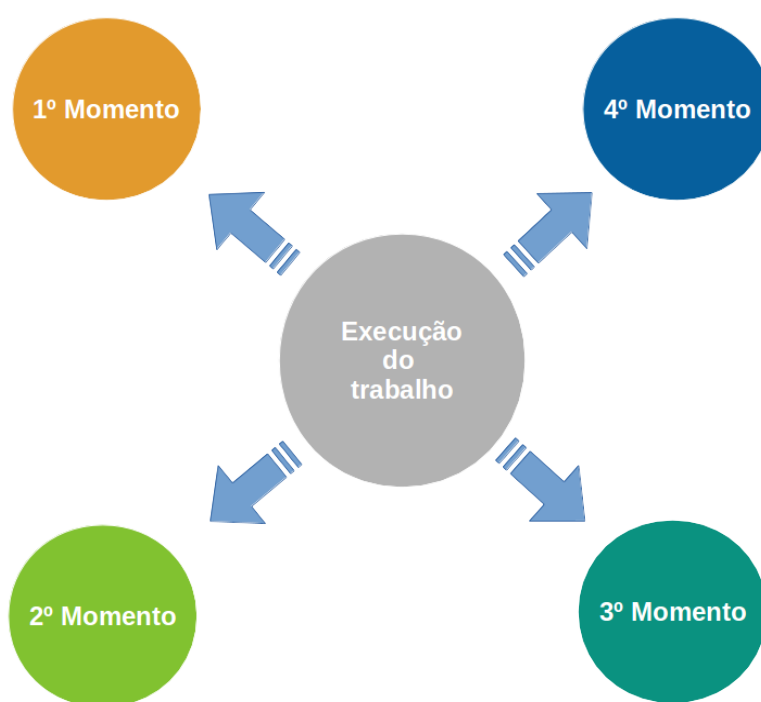 1º Momento
4º Momento
Execução
do
trabalho
2º Momento
3º Momento